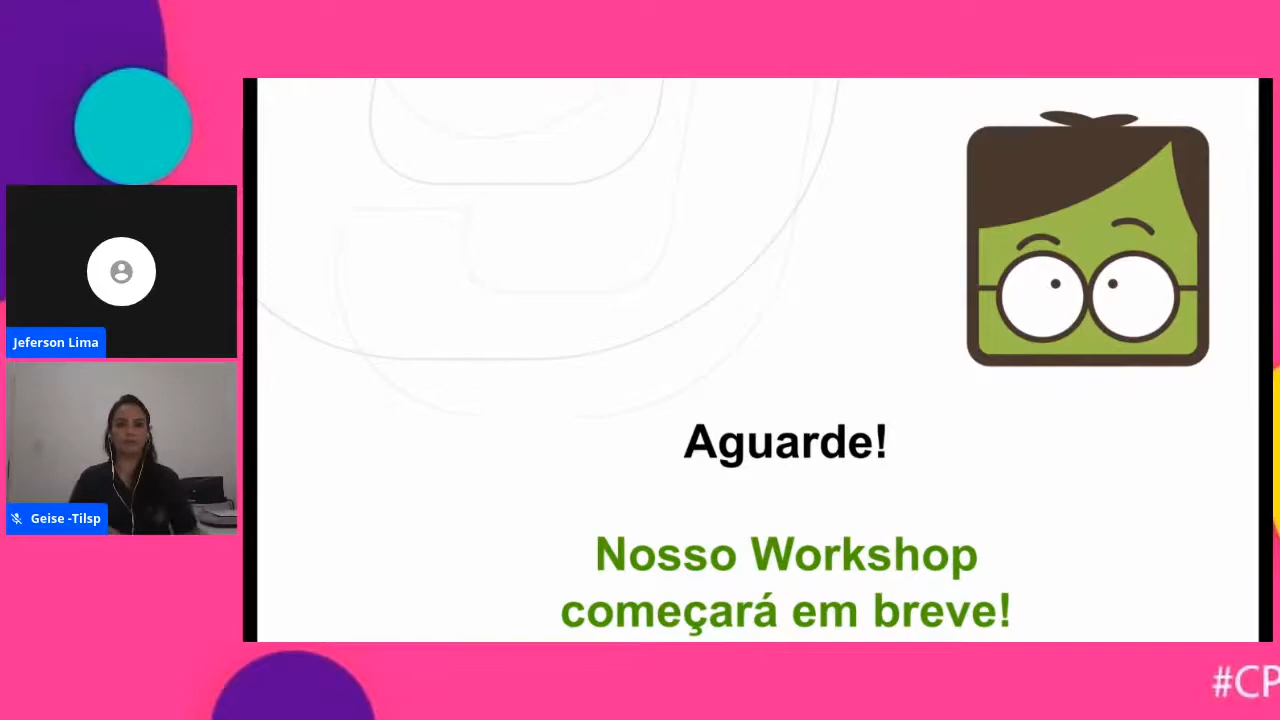 Jeferson Lima
Geise -Tilsp
Aguarde!
Nosso Workshop
começará em breve!
#CP